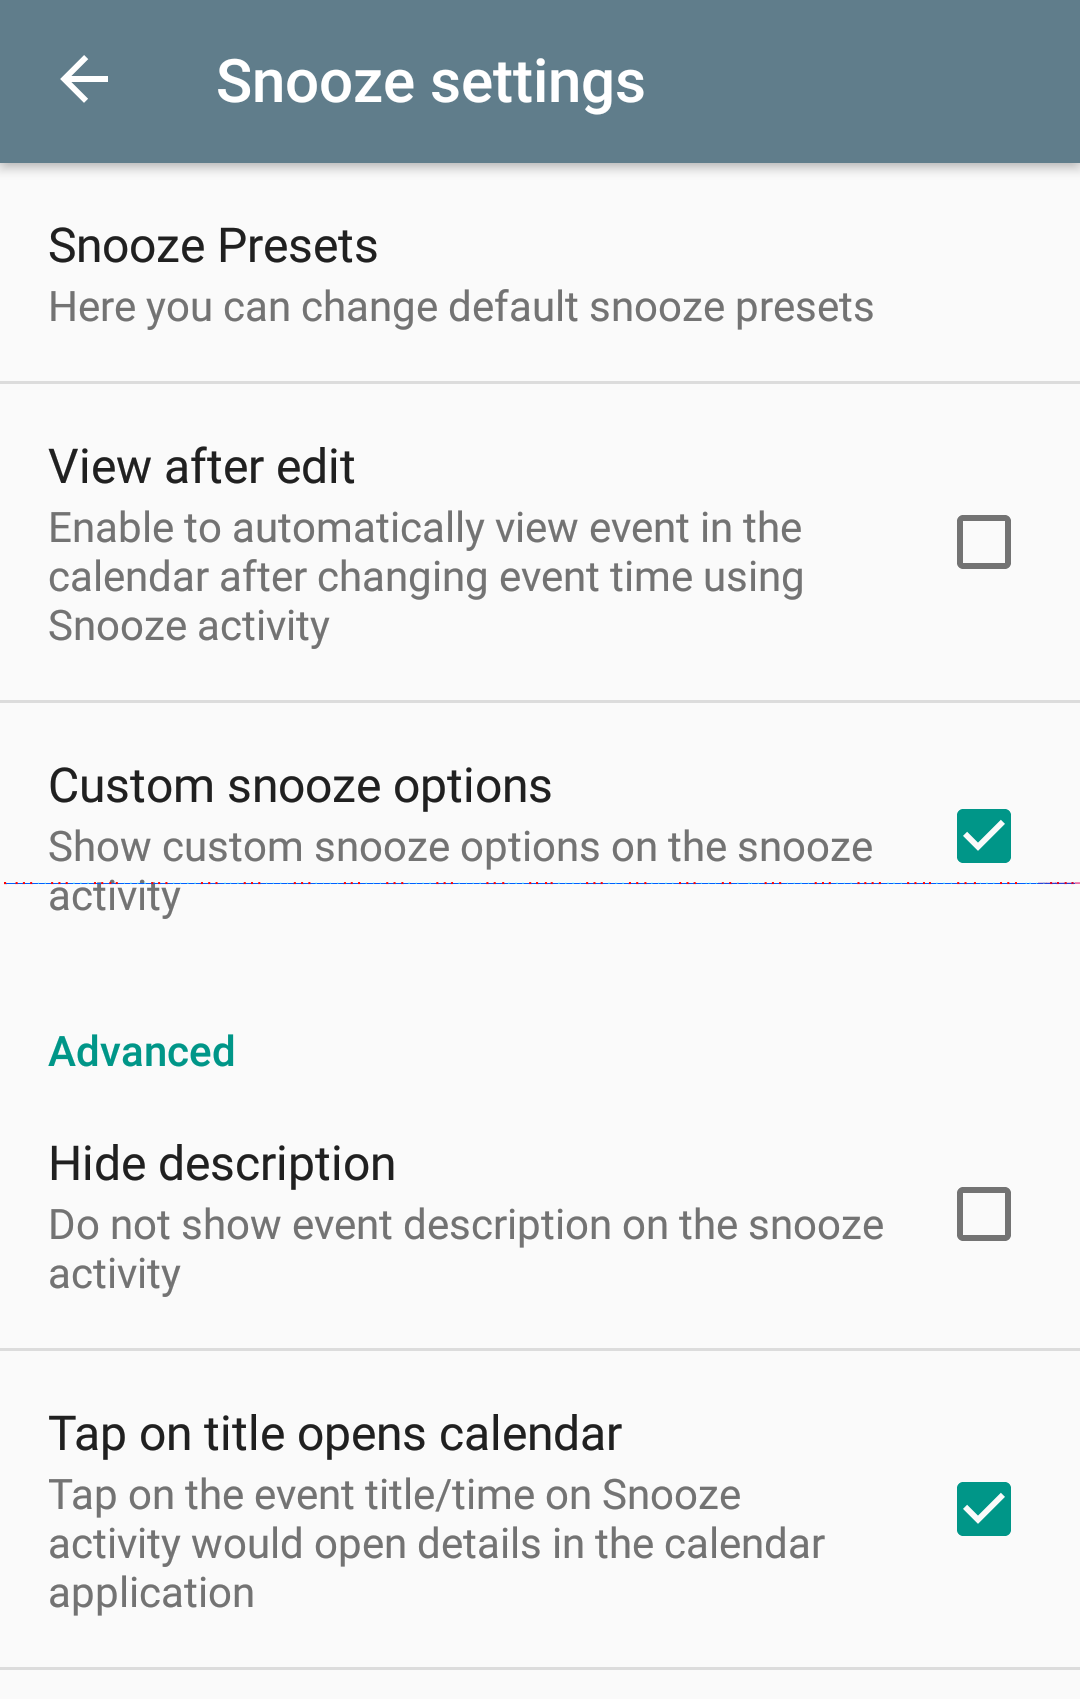 Snooze settings
Snooze Presets
Here you can change default snooze presets
View after edit
Enable to automatically view event in the
calendar after changing event time using
Snooze activity
Custom snooze options
Show custom snooze options on the snooze
activity
Advanced
Hide description
Do not show event description on the snooze
activity
Tap on title opens calendar
Tap on the event title/time on Snooze
activity would open details in the calendar
application